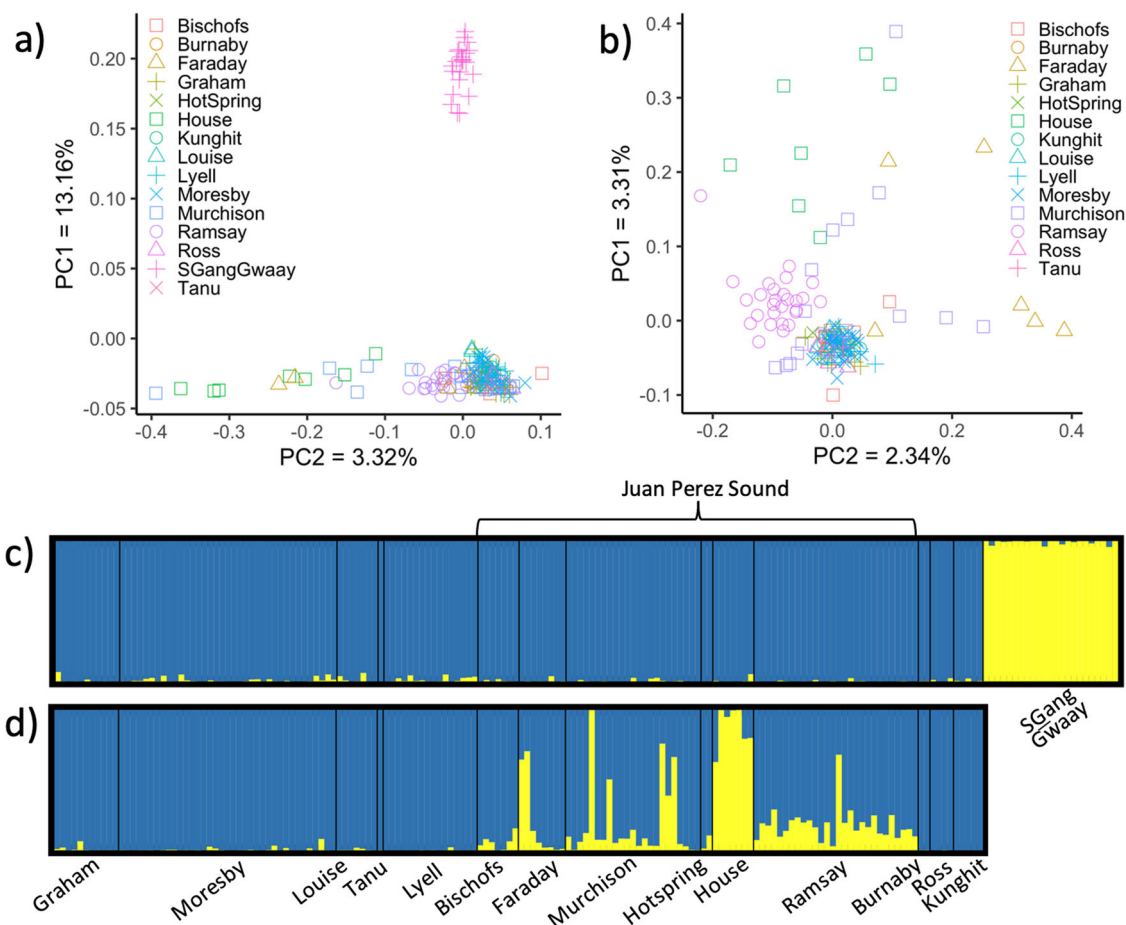 a)
Bischofs
Burnaby
Faraday
Graham
HotSpring
House
Kunghit
Louise
Lyell
Moresby
Murchison
Ramsay
Ross
SGangGwaay
Tanu
0.20
0.15
0.10
0.05
0.00
-0.05
PC1 = 13.16%
-0.4
-0.3
-0.2
-0.1
0.0
0.1
PC2 = 3.32%
b)
Bischofs
Burnaby
Faraday
Graham
HotSpring
House
Kunghit
Louise
Lyell
Moresby
Murchison
Ramsay
Ross
Tanu
0.4
0.3
0.2
0.1
0.0
-0.1
PC1 = 3.31%
-0.2
0.0
0.2
0.4
PC2 = 2.34%
Juan Perez Sound
c)
SGang
Gwaay
d)
Graham
Moresby
Louise
Tanu
Lyell
Bischofs
Faraday
Murchison
Hotspring
House
Ramsay
Burnaby
Ross
Kunghit